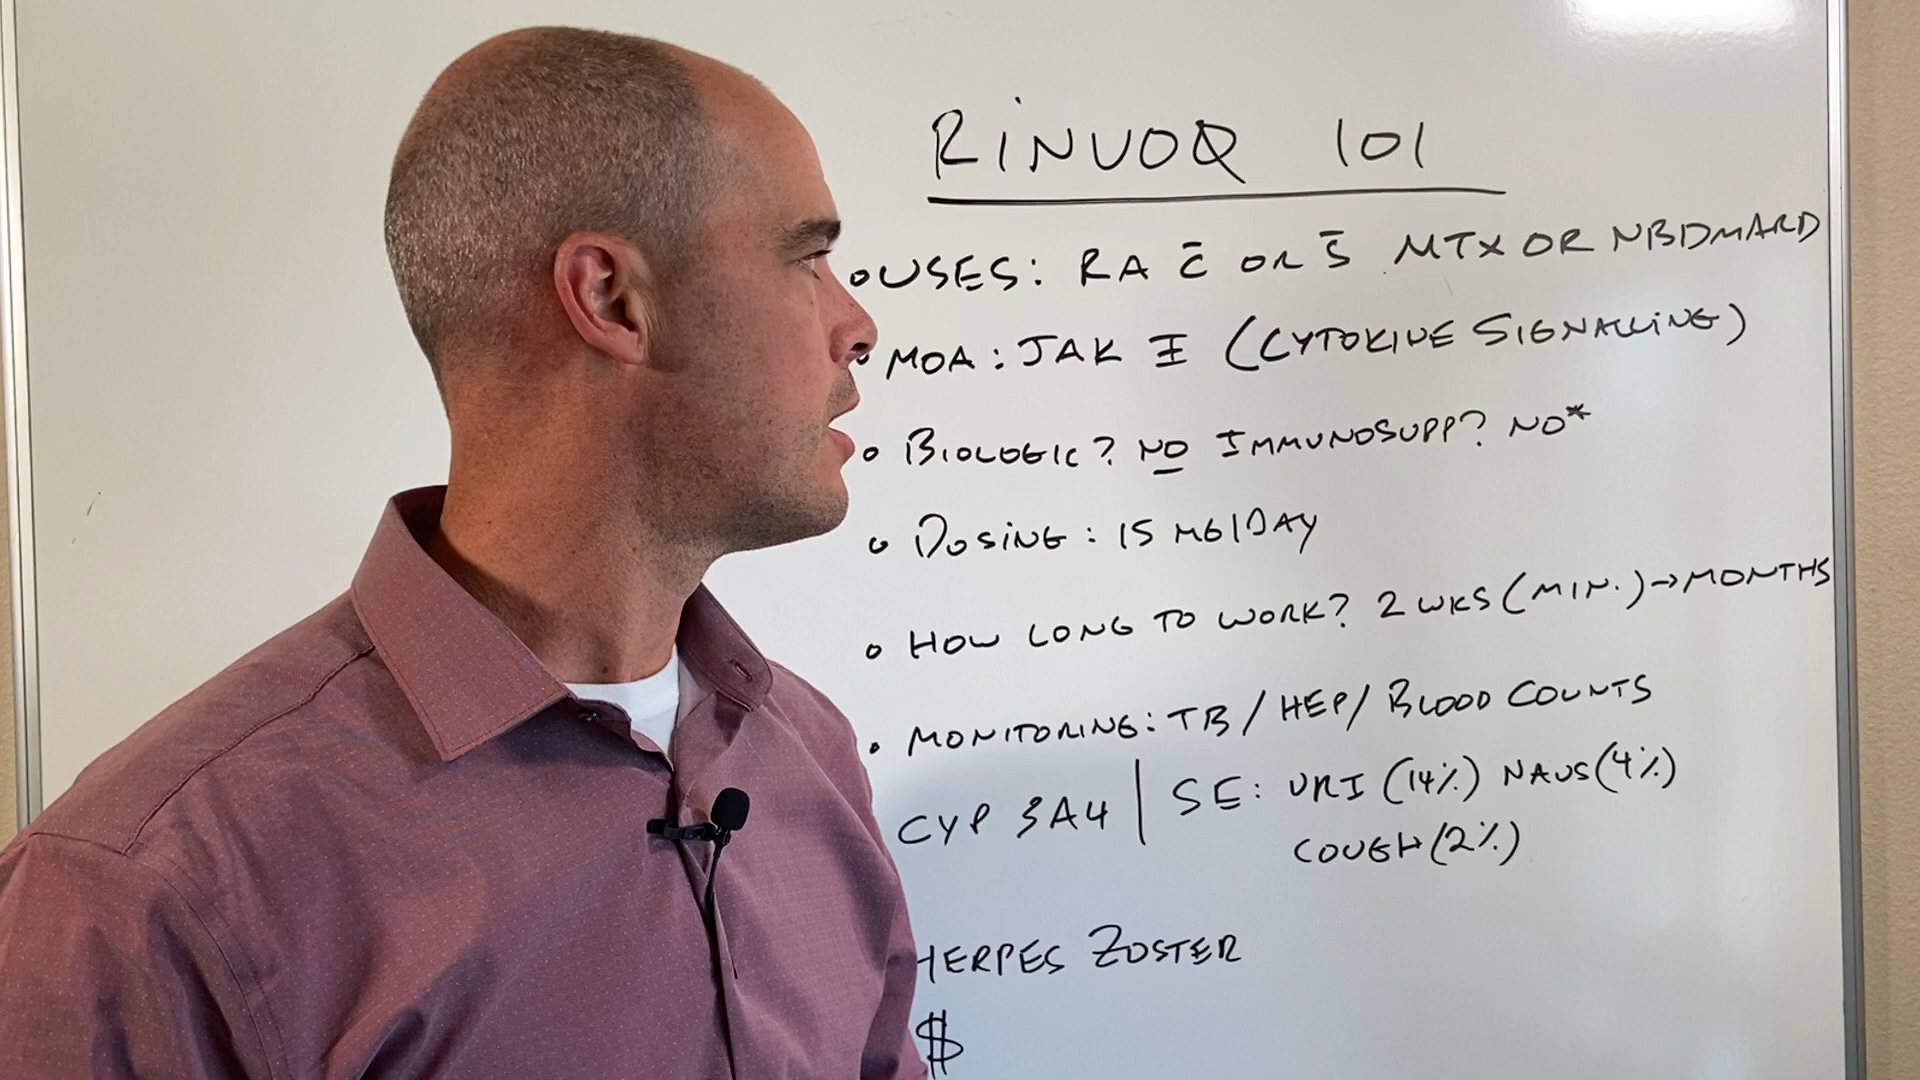 RINVOQ 101
USES: RA c̄ OR s̄ MTX OR NBDMARD
MOA: JAK I (CYTOKINE SIGNALLING)
BIOLOGIC? NO IMMUNOSUPP? NO*
DOSING: 15 MG/DAY
HOW LONG TO WORK? 2 WKS (MIN.) → MONTHS
MONITORING: TB / HEP / BLOOD COUNTS
CYP 3A4 | SE: URI (14%) NAUS (4%)
COUGH (2%)
HERPES ZOSTER
$